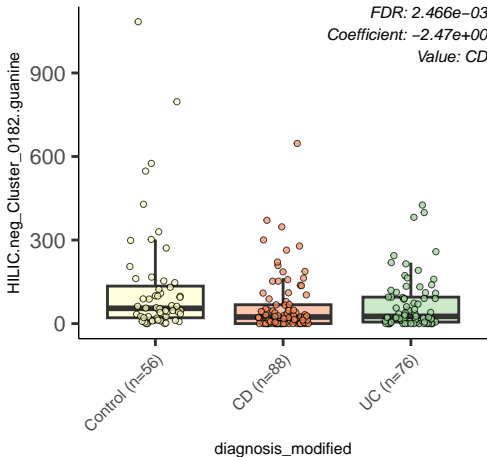 FDR: 2.466e−03
Coefficient: −2.47e+00
Value: CD
HILIC.neg_Cluster_0182..guanine
900
600
300
0
Control (n=56)
CD (n=88)
UC (n=76)
diagnosis_modified